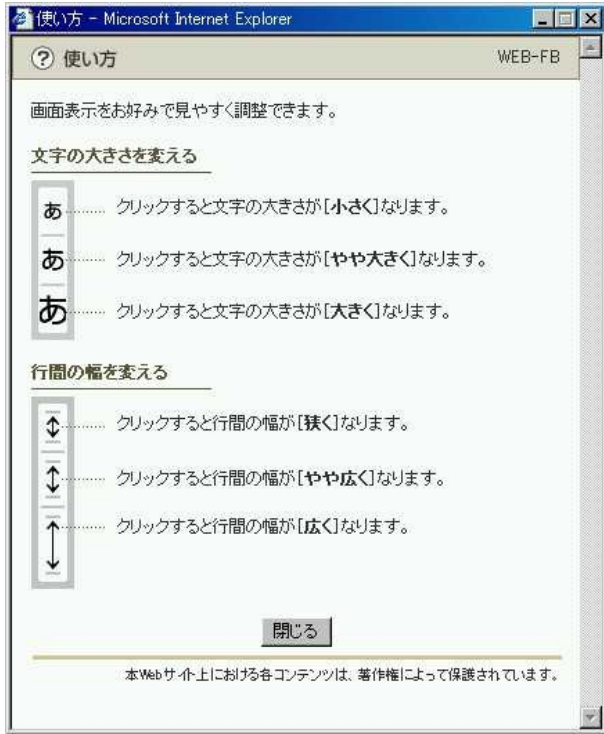 使い方 - Microsoft Internet Explorer
? 使い方 WEB-FB
画面表示をお好みで見やすく調整できます。
文字の大きさを変える
あ クリックすると文字の大きさが[小さく]なります。
あ クリックすると文字の大きさが[やや大きく]なります。
あ クリックすると文字の大きさが[大きく]なります。
行間の幅を変える
クリックすると行間の幅が[狭く]なります。
クリックすると行間の幅が[やや広く]なります。
クリックすると行間の幅が[広く]なります。
閉じる
本Webサイト上における各コンテンツは、著作権によって保護されています。